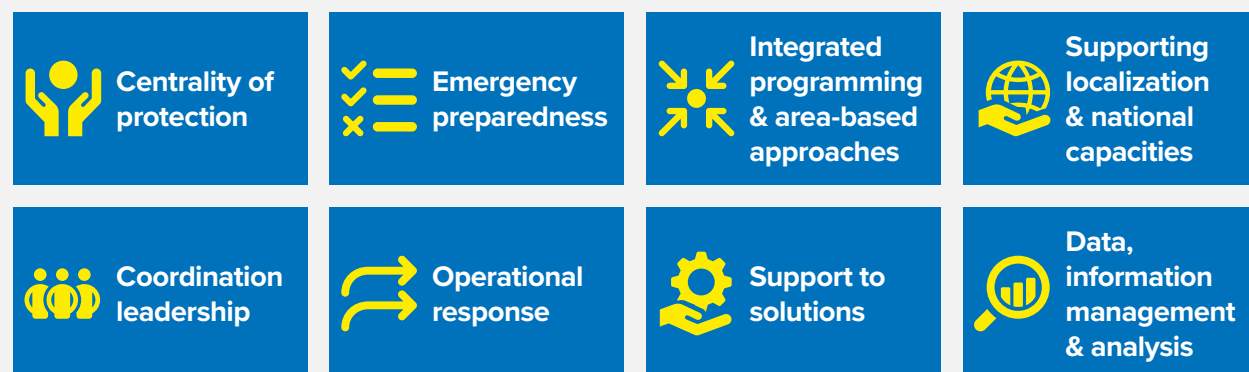 Centrality of
protection
Emergency
preparedness
Integrated
programming
& area-based
approaches
Supporting
localization
& national
capacities
Coordination
leadership
Operational
response
Support to
solutions
Data,
information
management
& analysis